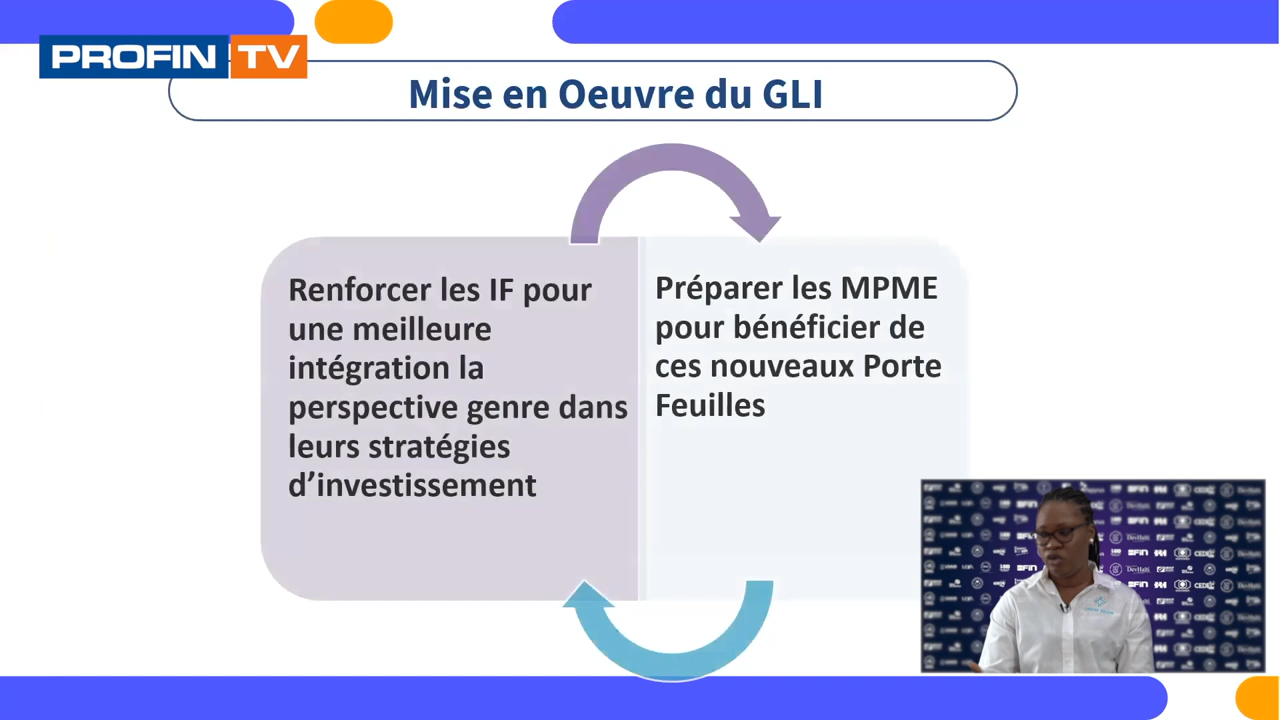 PROFIN TV
Mise en Oeuvre du GLI
Renforcer les IF pour
une meilleure
intégration la
perspective genre dans
leurs stratégies
d’investissement
Préparer les MPME
pour bénéficier de
ces nouveaux Porte
Feuilles